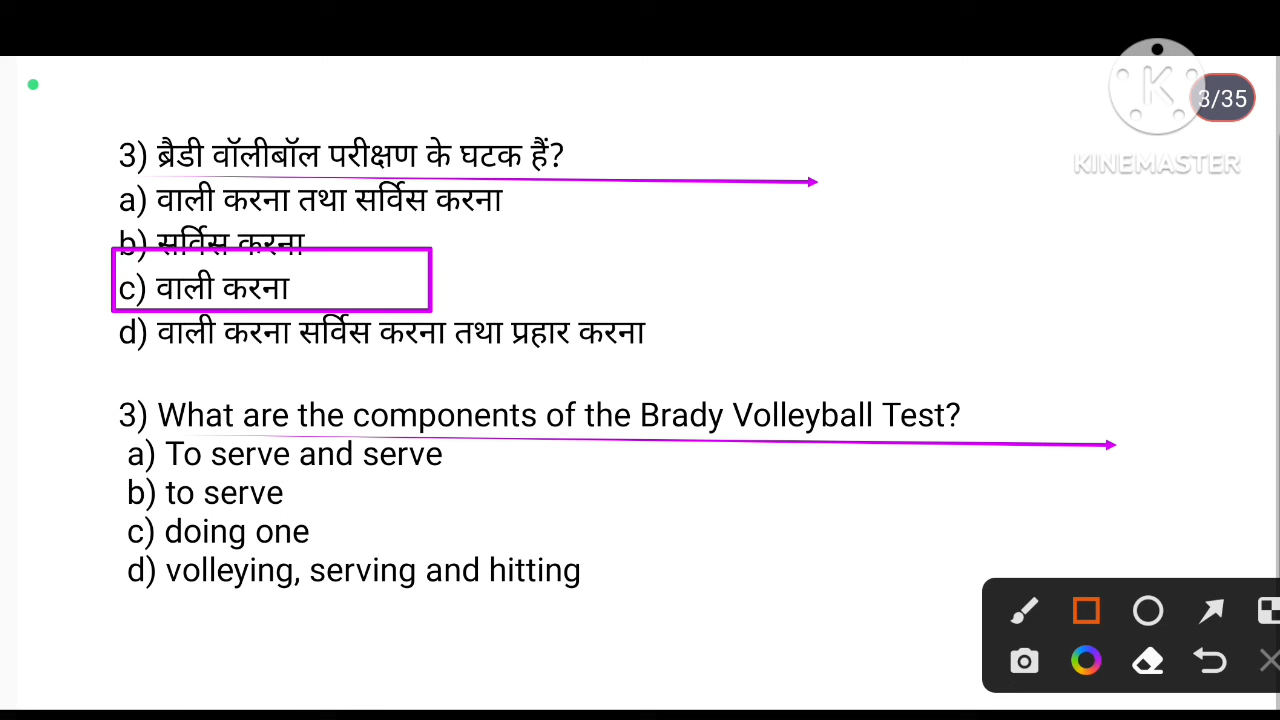 3/35
KINEMASTER
3) ब्रैडी वॉलीबॉल परीक्षण के घटक हैं?
a) वाली करना तथा सर्विस करना
b) सर्विस करना
c) वाली करना
d) वाली करना सर्विस करना तथा प्रहार करना
3) What are the components of the Brady Volleyball Test?
a) To serve and serve
b) to serve
c) doing one
d) volleying, serving and hitting